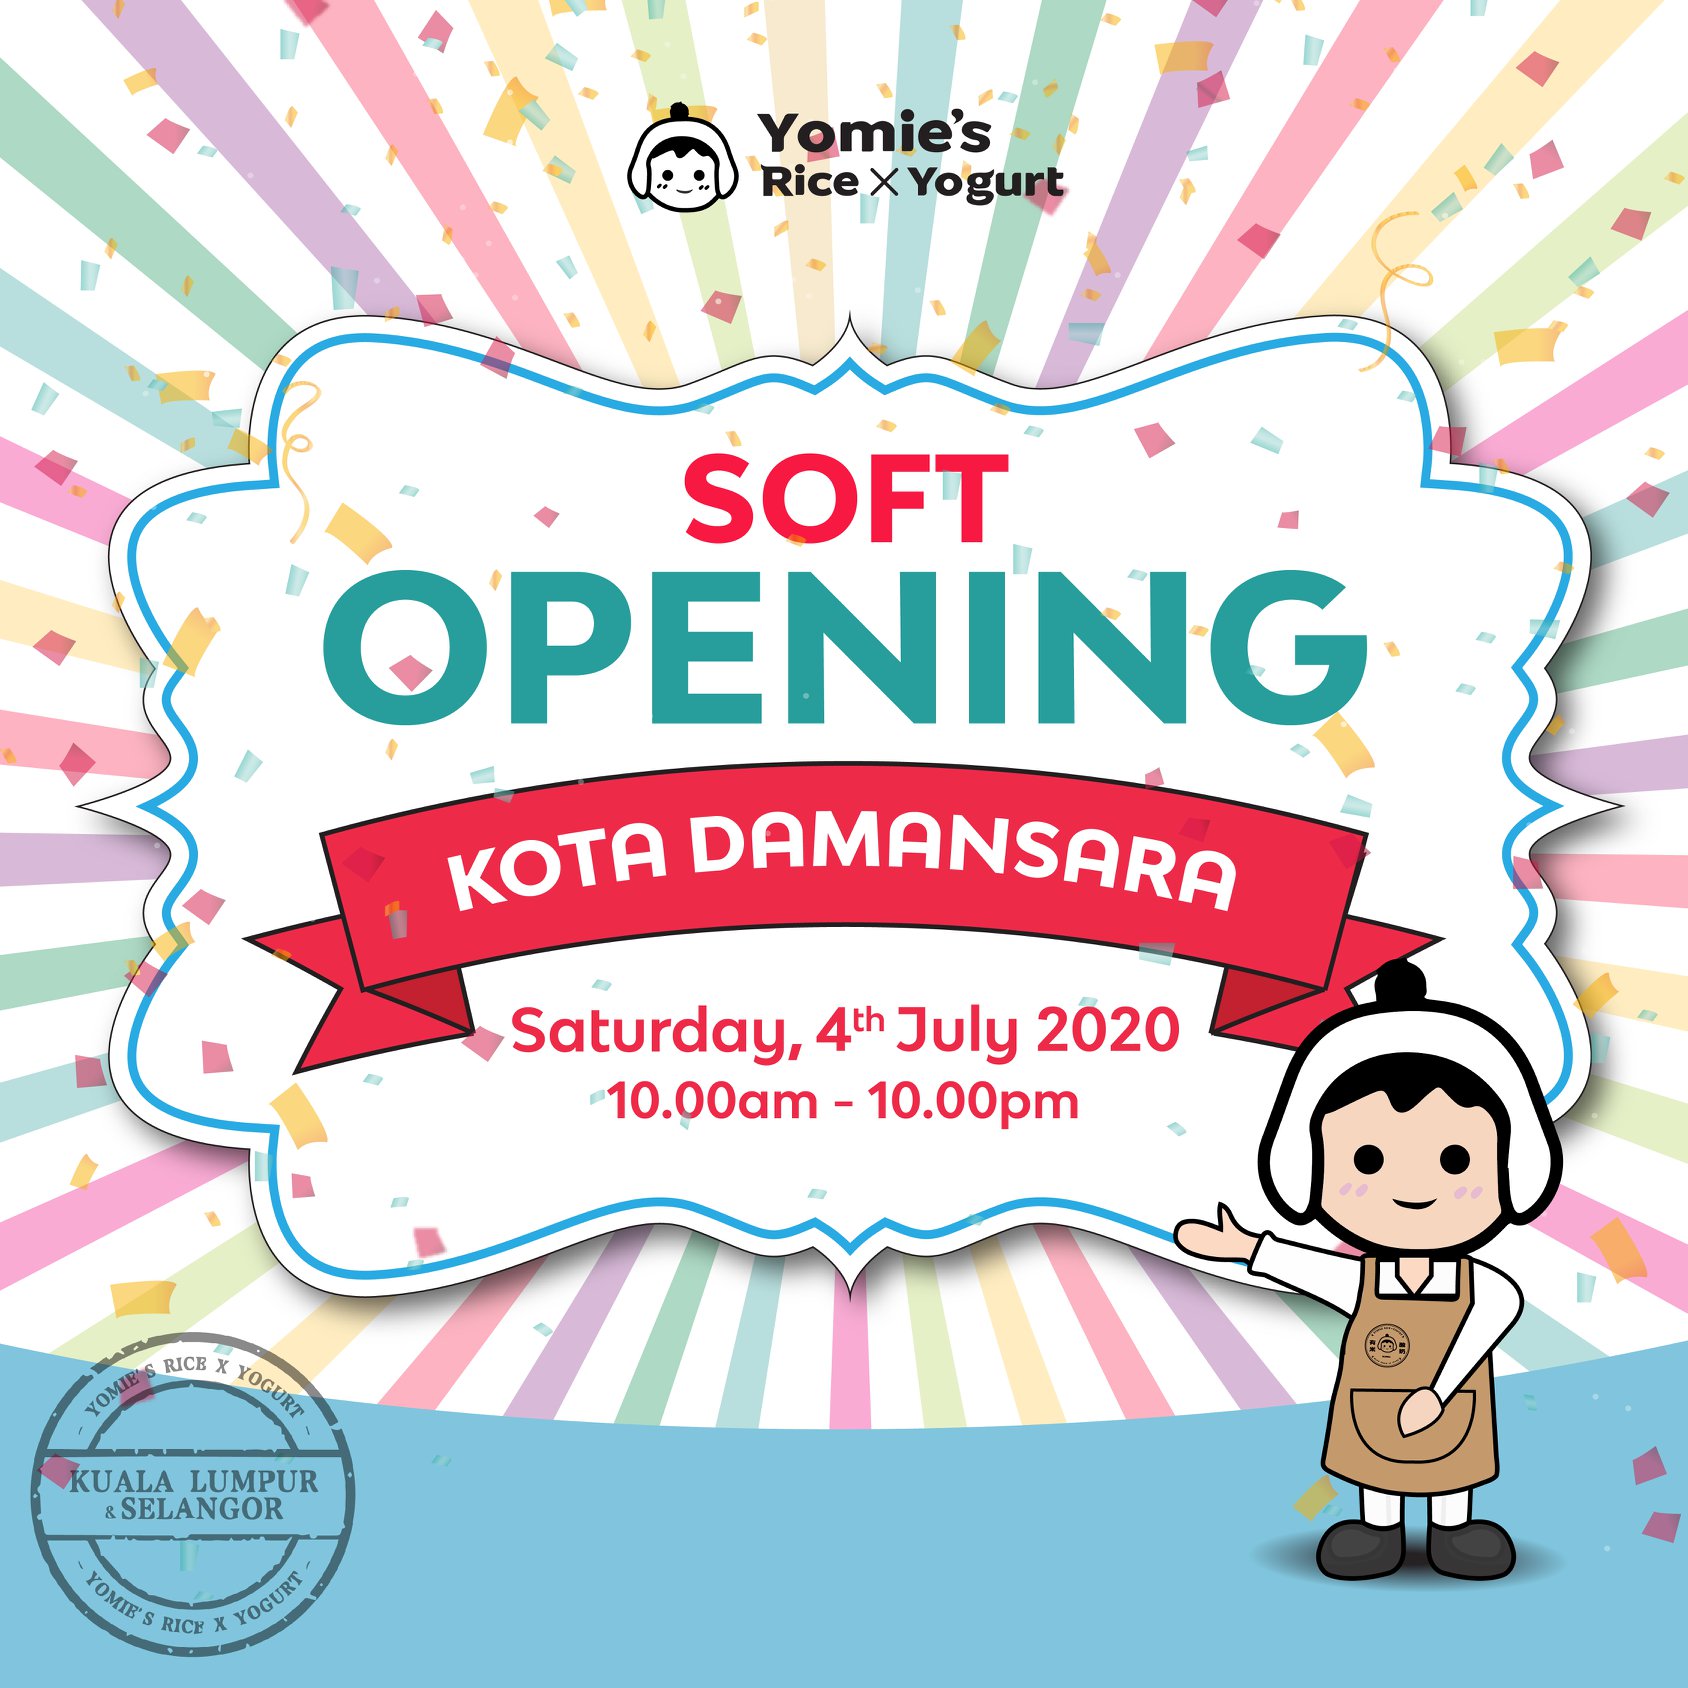 Yomie's
Rice X Yogurt
SOFT
OPENING
KOTA DAMANSARA
Saturday, 4th July 2020
10.00am - 10.00pm
- YOMIE'S RICE X YOGURT -
KUALA LUMPUR
& SELANGOR
- YOMIE'S RICE X YOGURT -